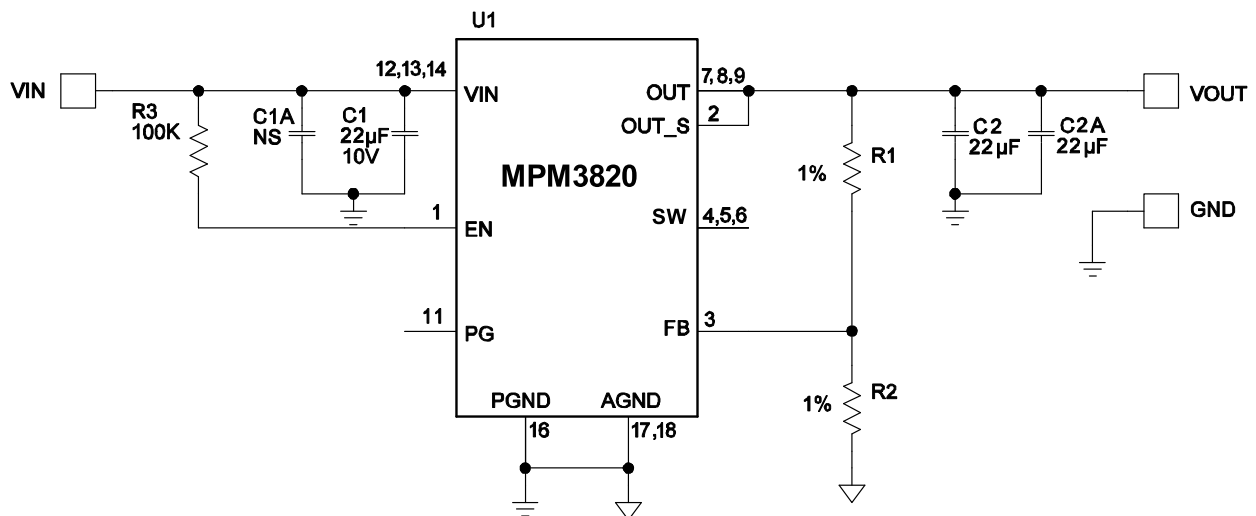 U1
12,13,14
7,8,9
VIN
VIN
OUT
VOUT
R3
100K
C1A
NS
C1
22µF
10V
2
OUT_S
C2
22µF
C2A
22µF
R1
1%
MPM3820
1
EN
SW
4,5,6
GND
11
PG
FB
3
R2
1%
PGND
AGND
16
17,18